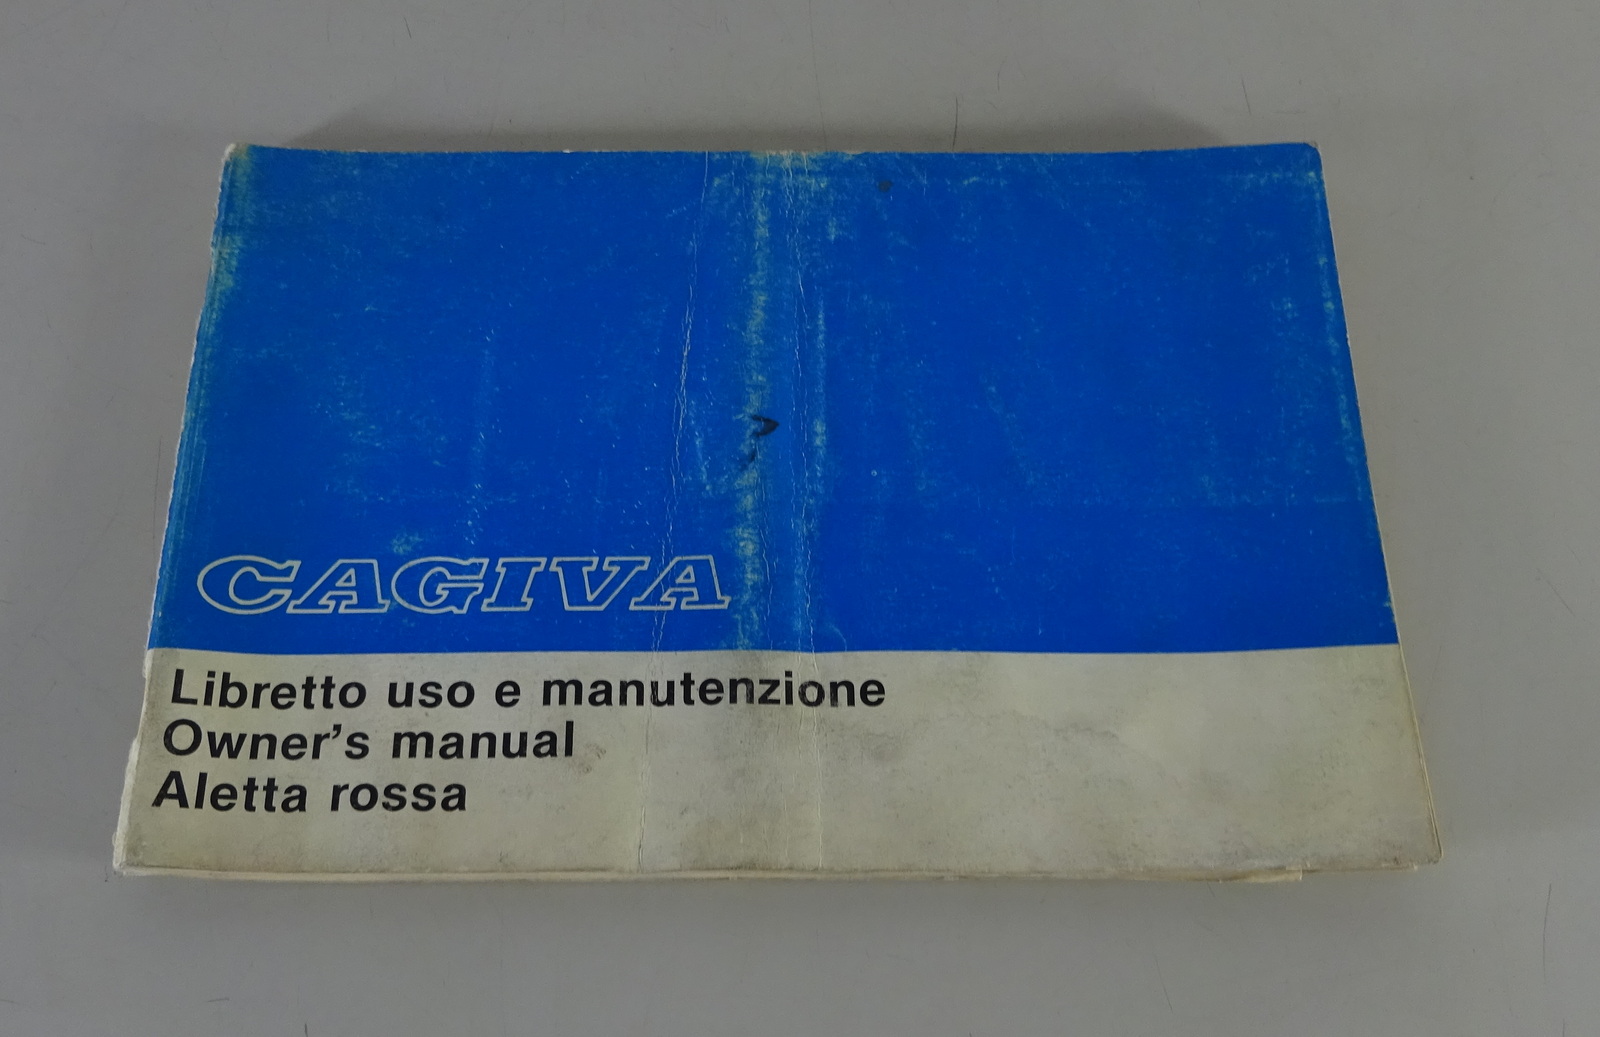 CAGIVA
Libretto uso e manutenzione
Owner's manual
Aletta rossa